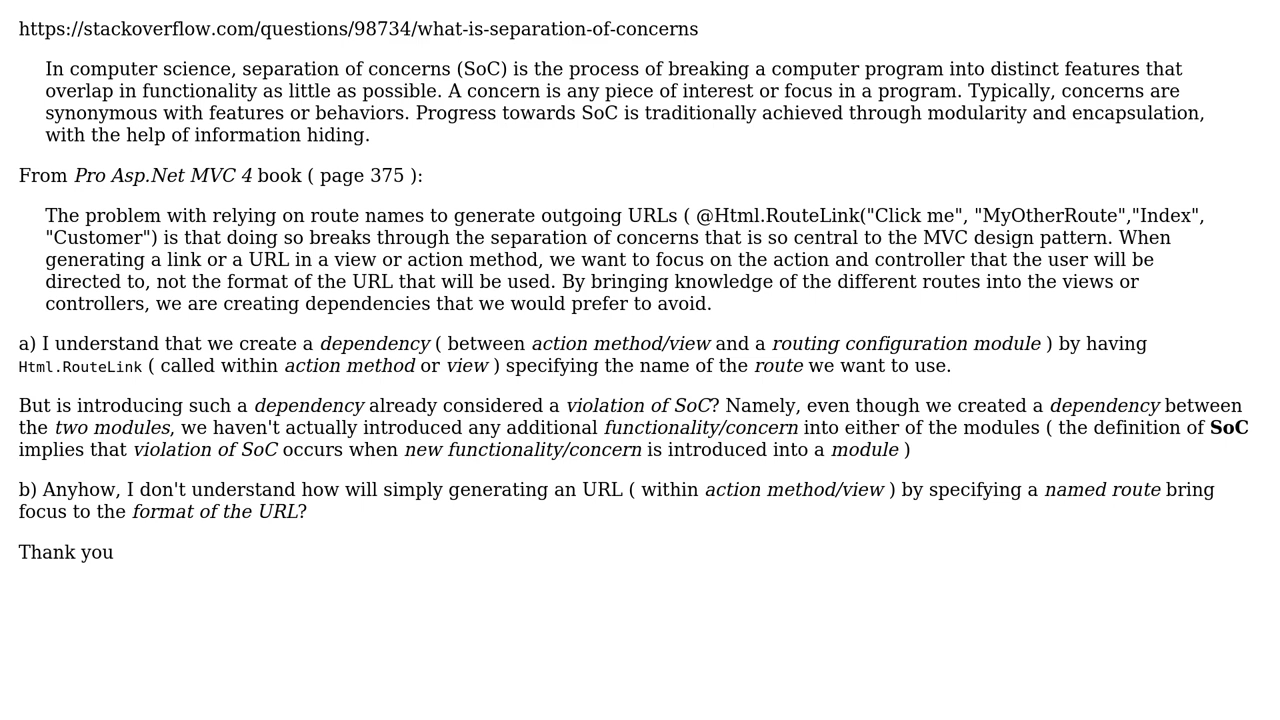 https://stackoverflow.com/questions/98734/what-is-separation-of-concerns
In computer science, separation of concerns (SoC) is the process of breaking a computer program into distinct features that
overlap in functionality as little as possible. A concern is any piece of interest or focus in a program. Typically, concerns are
synonymous with features or behaviors. Progress towards SoC is traditionally achieved through modularity and encapsulation,
with the help of information hiding.
From Pro Asp.Net MVC 4 book ( page 375 ):
The problem with relying on route names to generate outgoing URLs ( @Html.RouteLink("Click me", "MyOtherRoute","Index",
"Customer") is that doing so breaks through the separation of concerns that is so central to the MVC design pattern. When
generating a link or a URL in a view or action method, we want to focus on the action and controller that the user will be
directed to, not the format of the URL that will be used. By bringing knowledge of the different routes into the views or
controllers, we are creating dependencies that we would prefer to avoid.
a) I understand that we create a dependency ( between action method/view and a routing configuration module ) by having
Html.RouteLink ( called within action method or view ) specifying the name of the route we want to use.
But is introducing such a dependency already considered a violation of SoC? Namely, even though we created a dependency between
the two modules, we haven't actually introduced any additional functionality/concern into either of the modules ( the definition of SoC
implies that violation of SoC occurs when new functionality/concern is introduced into a module )
b) Anyhow, I don't understand how will simply generating an URL ( within action method/view ) by specifying a named route bring
focus to the format of the URL?
Thank you